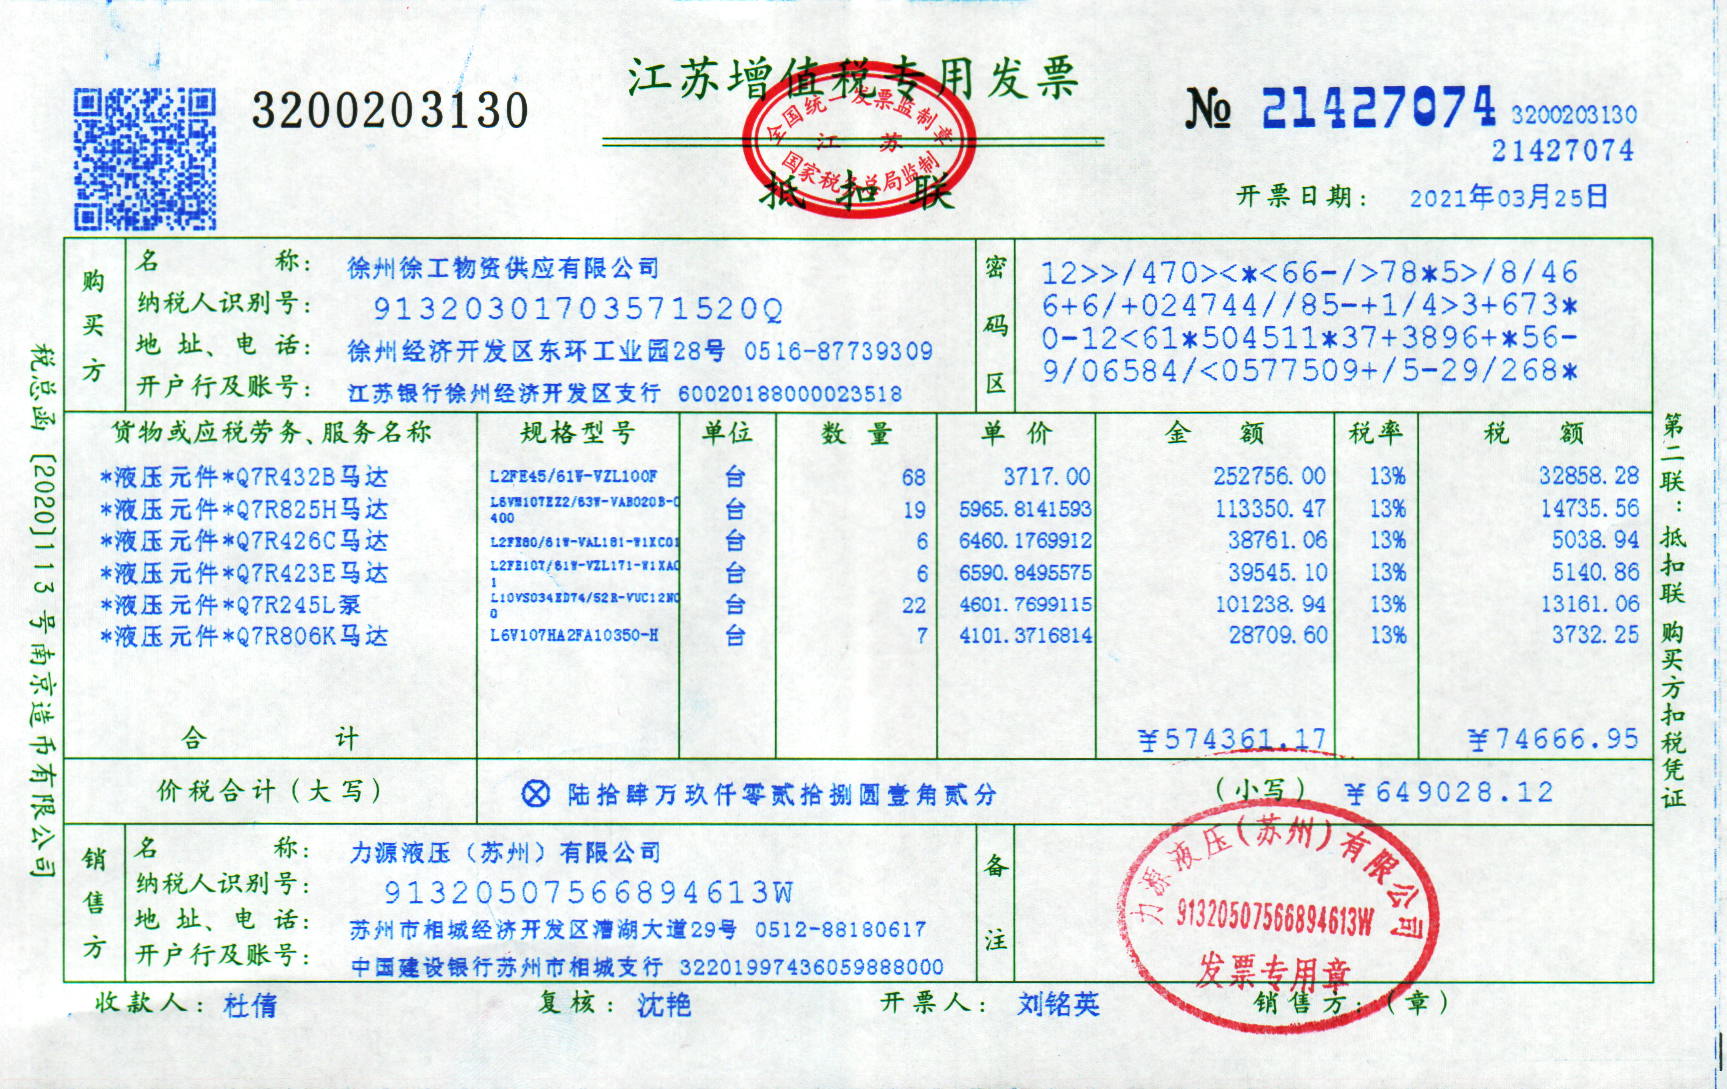 江苏增值税专用发票
3200203130
№ 21427074 3200203130
21427074
全国统一发票监制章
江 苏
国家税务总局监制
抵扣联
开票日期: 2021年03月25日
购买方
名 称: 徐州徐工物资供应有限公司
纳税人识别号: 91320301703571520Q
地 址、电 话: 徐州经济开发区东环工业园28号 0516-87739309
开户行及账号: 江苏银行徐州经济开发区支行 60020188000023518
密码区
12>>/470><*<66-/>78*5>/8/46
6+6/+024744//85-+1/4>3+673*
0-12<61*504511*37+3896+*56-
9/06584/<0577509+/5-29/268*
货物或应税劳务、服务名称 规格型号 单位 数 量 单 价 金 额 税率 税 额
*液压元件*Q7R432B马达 L2FE45/61W-VZL100F 台 68 3717.00 252756.00 13% 32858.28
*液压元件*Q7R825H马达 L6VH107EZ2/63W-VAB020B-0 台 19 5965.8141593 113350.47 13% 14735.56
400
*液压元件*Q7R426C马达 L2FE80/61W-VAL181-W1XC01 台 6 6460.1769912 38761.06 13% 5038.94
*液压元件*Q7R423E马达 L2FE107/61W-VZL171-W1XA0 台 6 6590.8495575 39545.10 13% 5140.86
1
*液压元件*Q7R245L泵 L10VSO34ED74/52R-VUC12N0 台 22 4601.7699115 101238.94 13% 13161.06
0
*液压元件*Q7R806K马达 L6V107HA2FA10350-H 台 7 4101.3716814 28709.60 13% 3732.25
合 计 ¥574361.17 ¥74666.95
价税合计(大写) ⊗ 陆拾肆万玖仟零贰拾捌圆壹角贰分 (小写) ¥649028.12
销售方
名 称: 力源液压(苏州)有限公司
纳税人识别号: 91320507566894613W
地 址、电 话: 苏州市相城经济开发区漕湖大道29号 0512-88180617
开户行及账号: 中国建设银行苏州市相城支行 32201997436059888000
备注
力源液压(苏州)有限公司
91320507566894613W
发票专用章
收款人: 杜倩 复核: 沈艳 开票人: 刘铭英 销售方:(章)
税总函〔2020〕113号南京造币有限公司
第二联:抵扣联 购买方扣税凭证